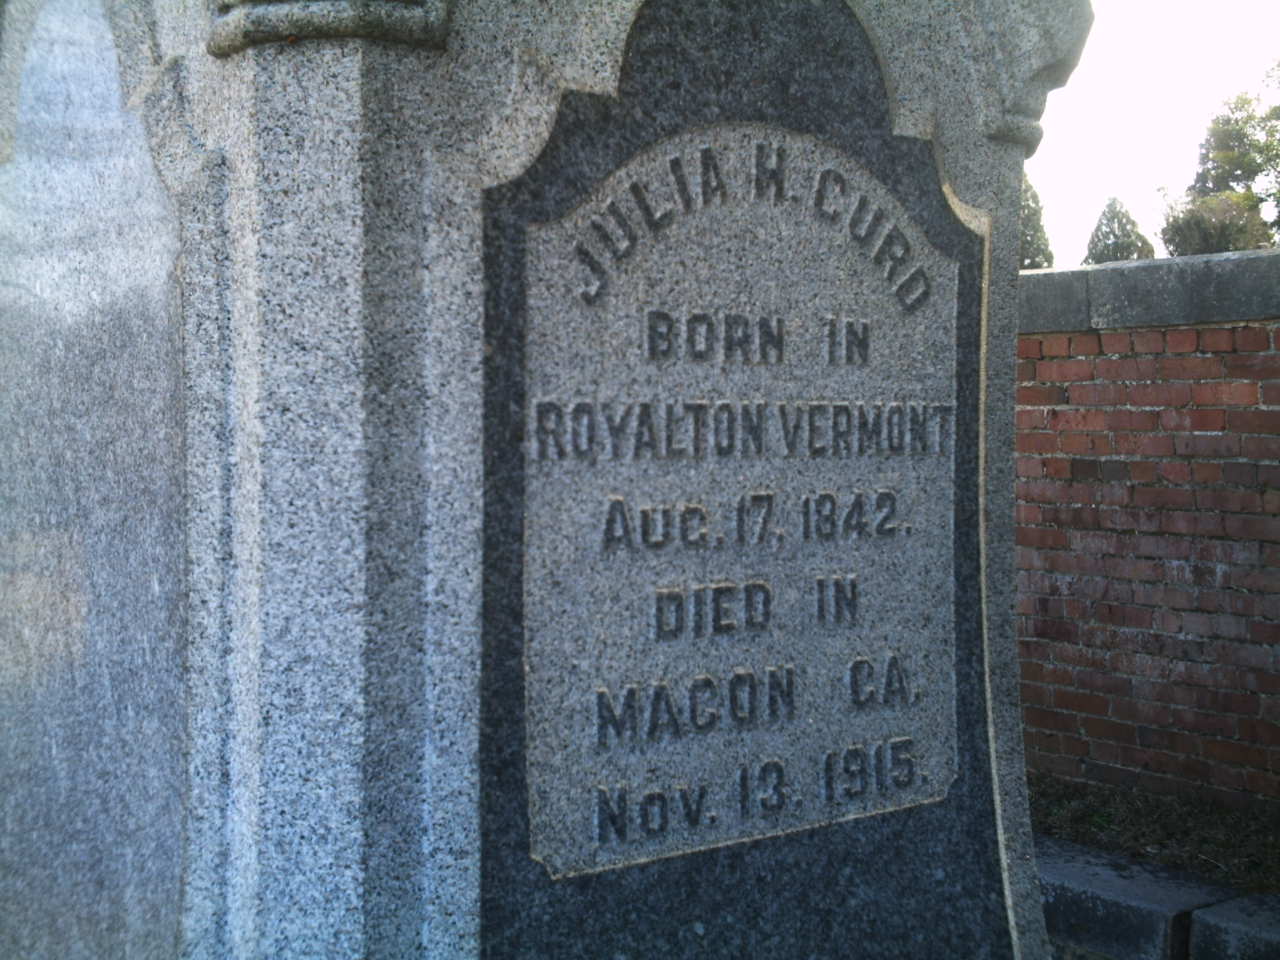 JULIA H. CURD
BORN IN
ROYALTON VERMONT
AUG. 17, 1842.
DIED IN
MACON GA.
NOV. 13. 1915.